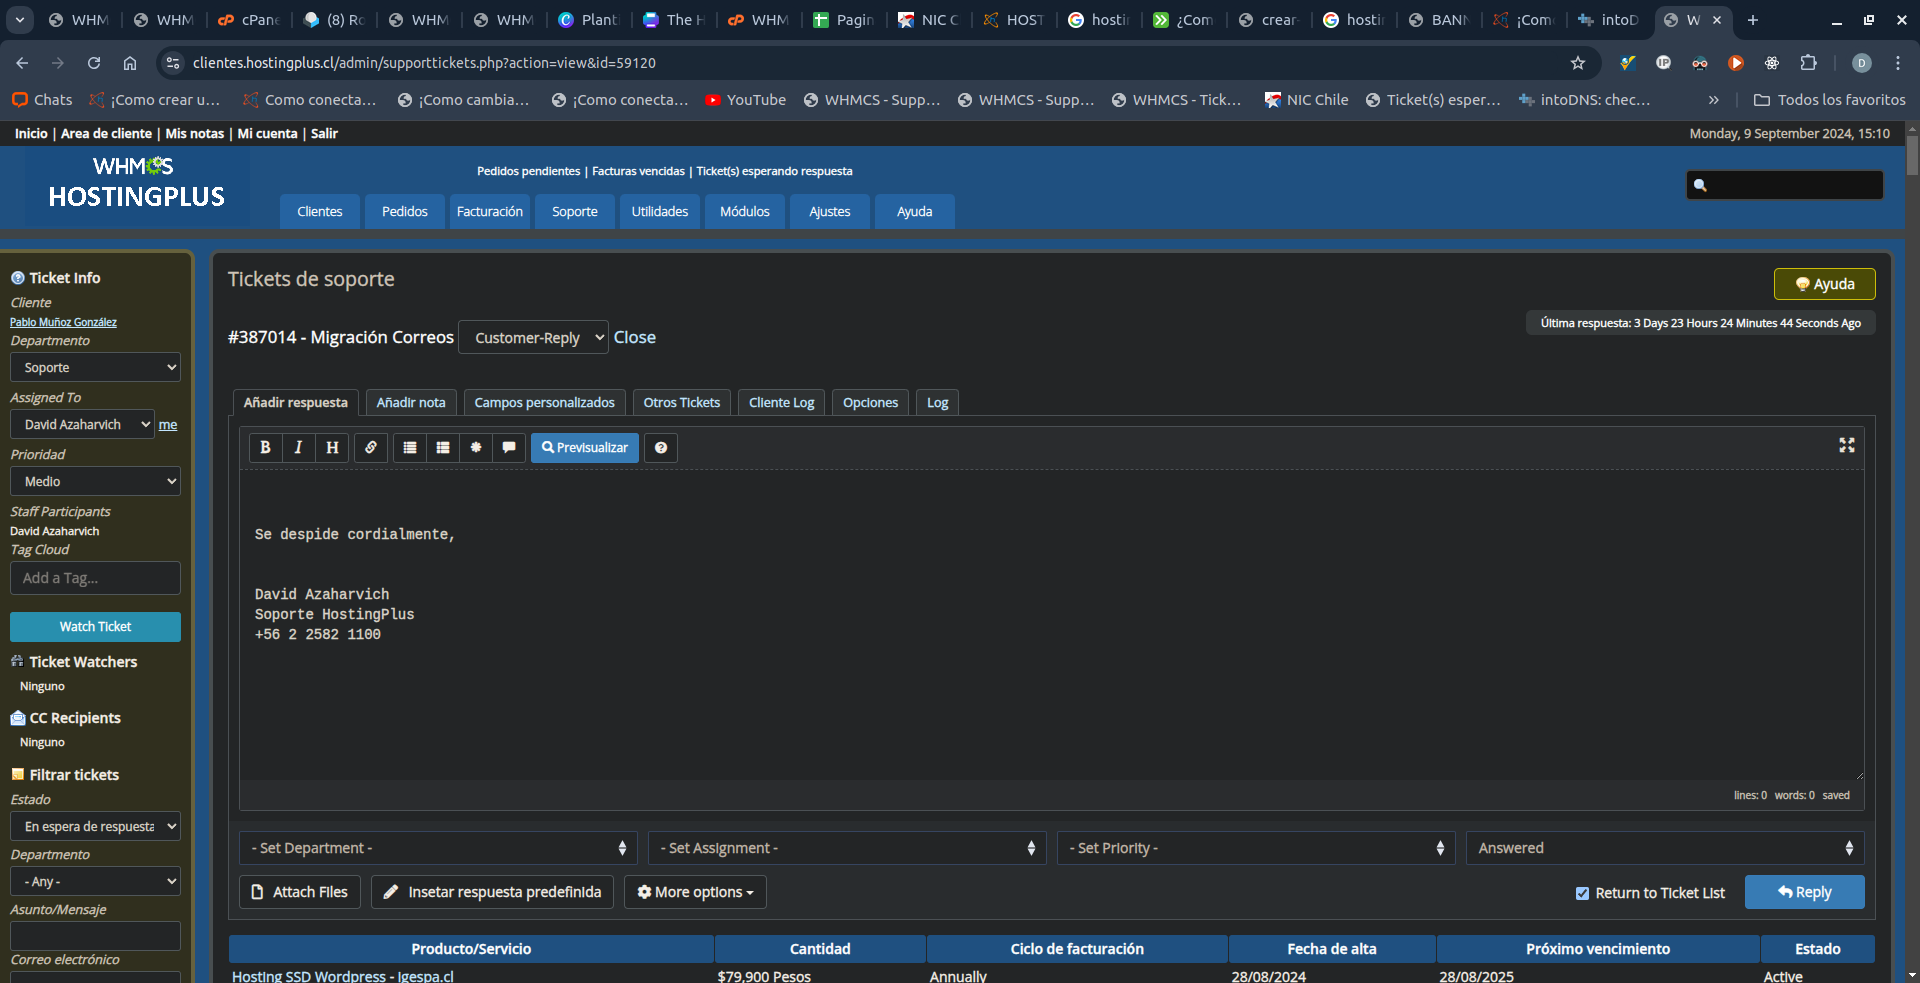 WHM
WHM
cPane
(8) Ro
WHM
WHM
Planti
The H
WHM
Pagin
NIC C
HOST
hostin
¿Com
crear-
hostin
BANN
¡Como
intoD
W
clientes.hostingplus.cl/admin/supporttickets.php?action=view&id=59120
D
Chats
¡Como crear u...
Como conecta...
¡Como cambia...
¡Como conecta...
YouTube
WHMCS - Supp...
WHMCS - Supp...
WHMCS - Tick...
NIC Chile
Ticket(s) esper...
intoDNS: chec...
»
Todos los favoritos
Inicio | Area de cliente | Mis notas | Mi cuenta | Salir
Monday, 9 September 2024, 15:10
WHMCS
HOSTINGPLUS
Pedidos pendientes | Facturas vencidas | Ticket(s) esperando respuesta
Clientes
Pedidos
Facturación
Soporte
Utilidades
Módulos
Ajustes
Ayuda
Ticket Info
Cliente
Pablo Muñoz González
Departmento
Soporte
Assigned To
David Azaharvich
me
Prioridad
Medio
Staff Participants
David Azaharvich
Tag Cloud
Add a Tag...
Watch Ticket
Ticket Watchers
Ninguno
CC Recipients
Ninguno
Filtrar tickets
Estado
En espera de respuesta
Departmento
- Any -
Asunto/Mensaje
Correo electrónico
Tickets de soporte
Ayuda
#387014 - Migración Correos
Customer-Reply
Close
Última respuesta: 3 Days 23 Hours 24 Minutes 44 Seconds Ago
Añadir respuesta
Añadir nota
Campos personalizados
Otros Tickets
Cliente Log
Opciones
Log
B
I
H
Previsualizar
Se despide cordialmente,
David Azaharvich
Soporte HostingPlus
+56 2 2582 1100
lines: 0 words: 0 saved
- Set Department -
- Set Assignment -
- Set Priority -
Answered
Attach Files
Insetar respuesta predefinida
More options
Return to Ticket List
Reply
Producto/Servicio
Cantidad
Ciclo de facturación
Fecha de alta
Próximo vencimiento
Estado
Hosting SSD Wordpress - igespa.cl
$79,900 Pesos
Annually
28/08/2024
28/08/2025
Active